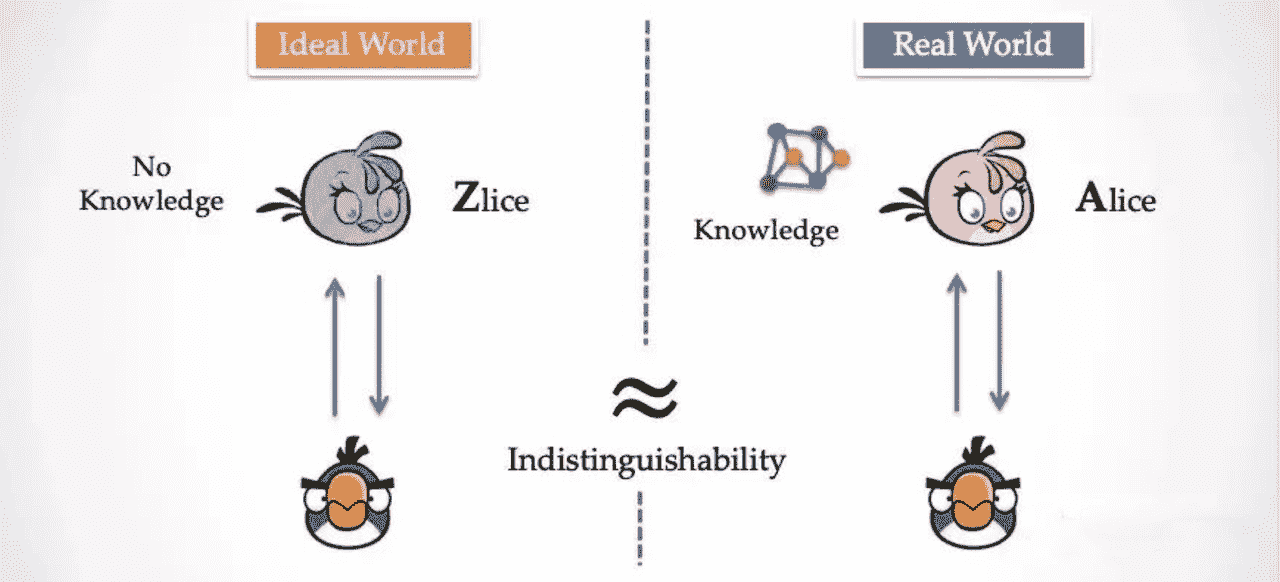 Ideal World
No
Knowledge
Zlice
≈
Indistinguishability
Real World
Knowledge
Alice